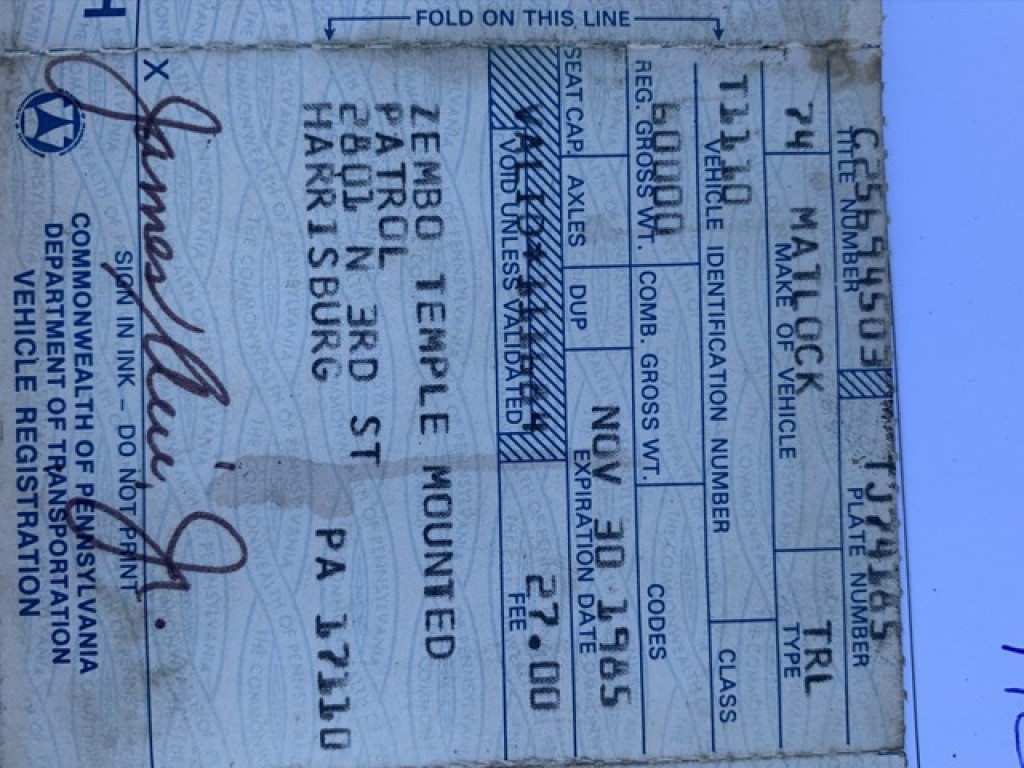 FOLD ON THIS LINE
C25694503 TJ74185
TITLE NUMBER PLATE NUMBER
74 MATLOCK TRL
MAKE OF VEHICLE TYPE
T1110
VEHICLE IDENTIFICATION NUMBER CLASS
60000
REG. GROSS WT. COMB. GROSS WT. CODES
NOV 30 1985
SEAT CAP. AXLES DUP EXPIRATION DATE
27.00
VOID UNLESS VALIDATED FEE
ZEMBO TEMPLE MOUNTED
PATROL
2801 N 3RD ST
HARRISBURG PA 17110
X James Jr.
SIGN IN INK - DO NOT PRINT
COMMONWEALTH OF PENNSYLVANIA
DEPARTMENT OF TRANSPORTATION
VEHICLE REGISTRATION